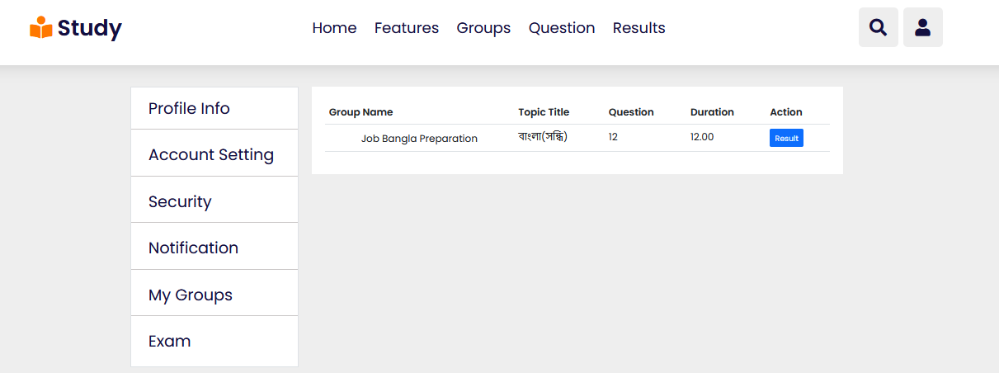 Study
Home Features Groups Question Results
Profile Info
Account Setting
Security
Notification
My Groups
Exam
Group Name Topic Title Question Duration Action
Job Bangla Preparation বাংলা(সন্ধি) 12 12.00 Result